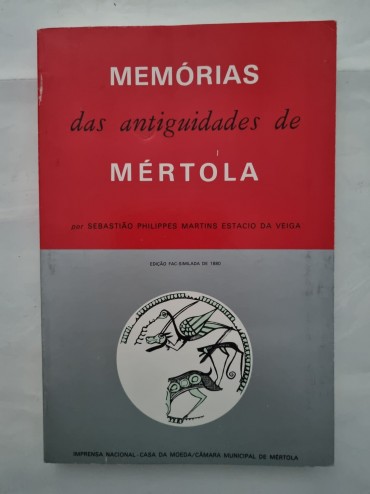 MEMÓRIAS
das antiguidades de
MÉRTOLA
por SEBASTIÃO PHILIPPES MARTINS ESTACIO DA VEIGA
EDIÇÃO FAC-SIMILADA DE 1880
IMPRENSA NACIONAL-CASA DA MOEDA/CÂMARA MUNICIPAL DE MÉRTOLA